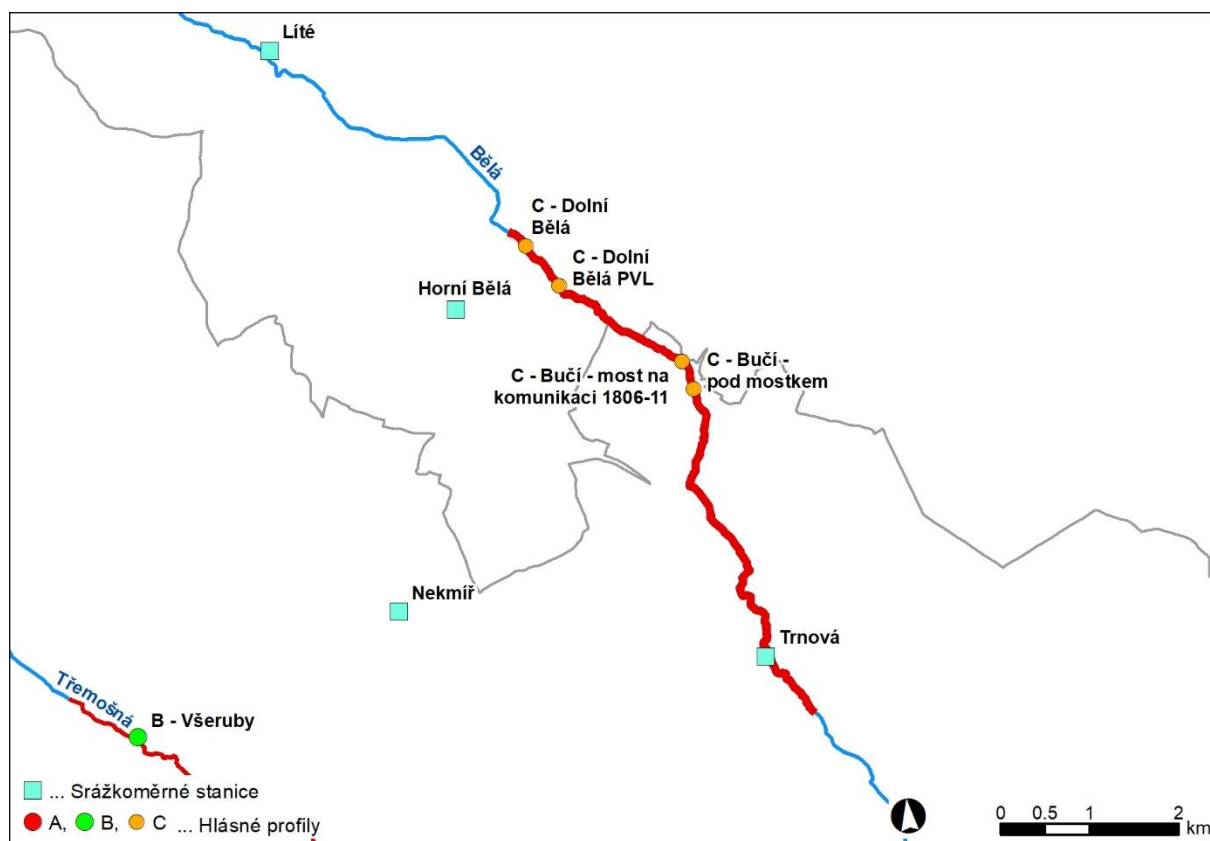 Líté
Bělá
C - Dolní
Bělá
C - Dolní
Bělá PVL
Horní Bělá
C - Bučí - most na
komunikaci 1806-11
C - Bučí -
pod mostkem
Nekmíř
Trnová
Třemošná
B - Všeruby
... Srážkoměrné stanice
A, B, C ... Hlásné profily
0 0.5 1 2
km